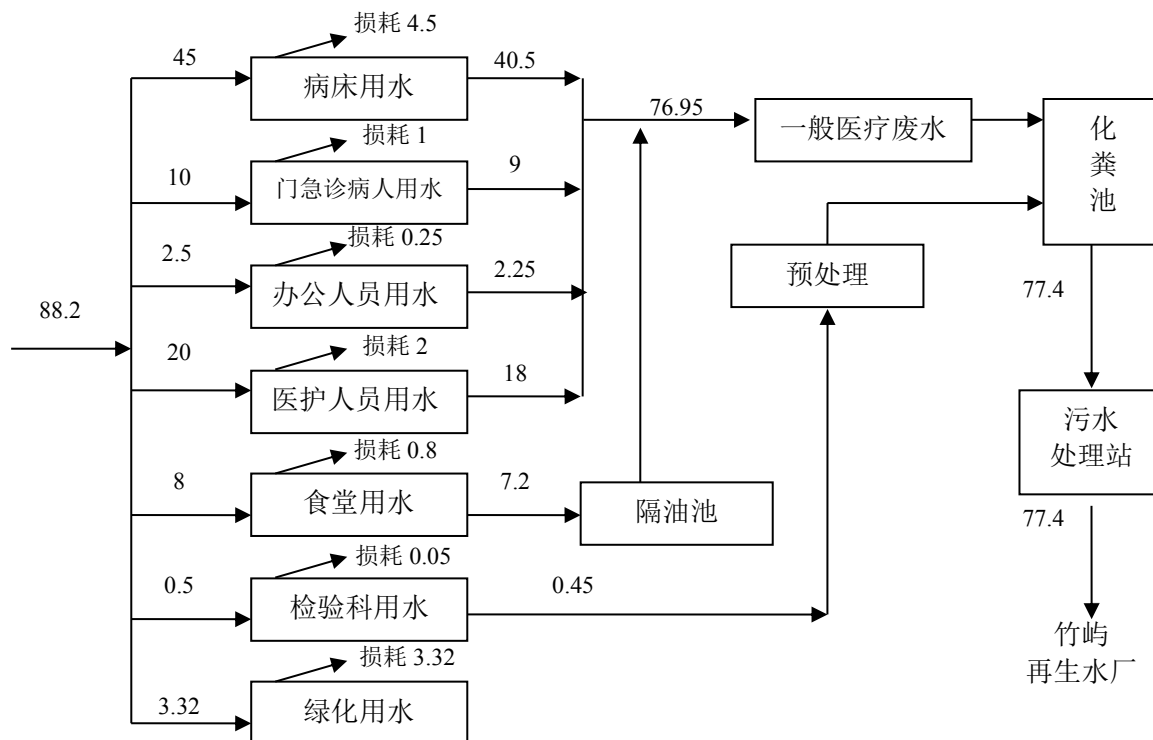 损耗 4.5
45
病床用水
40.5
76.95
一般医疗废水
化
粪
池
损耗 1
10
门急诊病人用水
9
损耗 0.25
2.5
办公人员用水
2.25
预处理
77.4
88.2
损耗 2
20
医护人员用水
18
污水
处理站
损耗 0.8
8
食堂用水
7.2
隔油池
77.4
损耗 0.05
0.5
检验科用水
0.45
竹屿
再生水厂
损耗 3.32
3.32
绿化用水